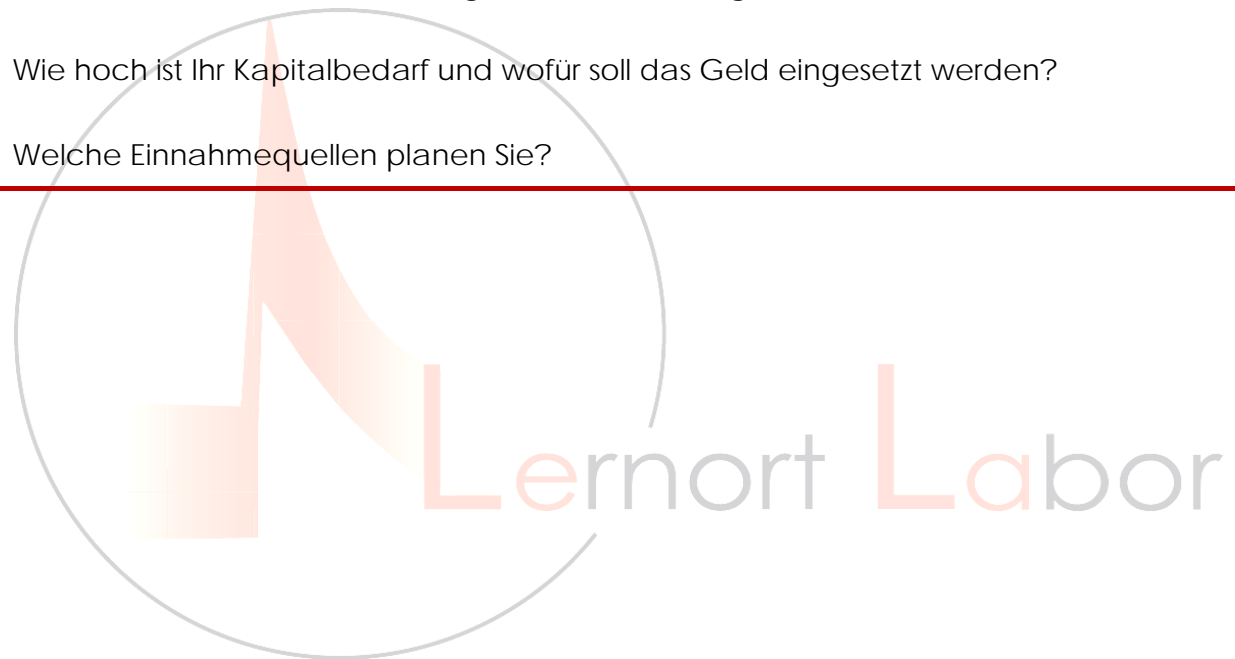 Wie hoch ist Ihr Kapitalbedarf und wofür soll das Geld eingesetzt werden?
Welche Einnahmequellen planen Sie?
Lernort Labor